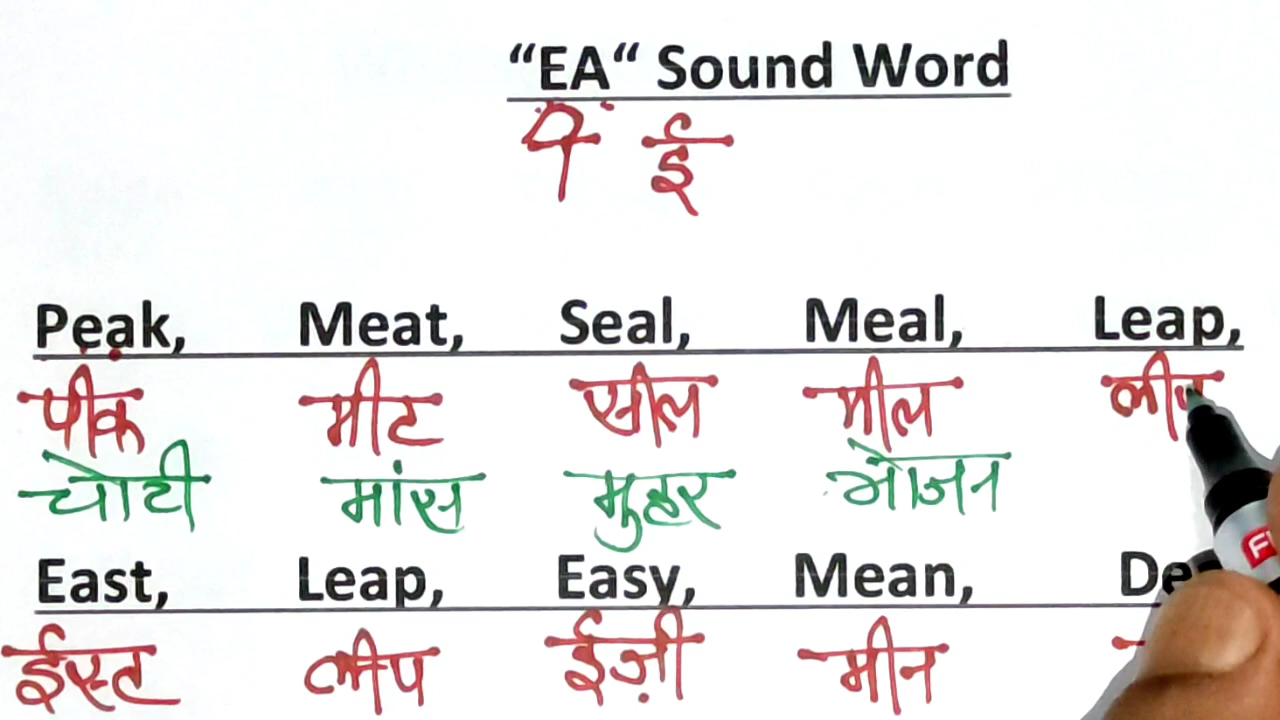 “EA“ Sound Word
ी ई
Peak, Meat, Seal, Meal, Leap,
पीक मीट सील मील लीप
चोटी मांस मुहर भोजन
East, Leap, Easy, Mean,
ईस्ट लीप ईज़ी मीन